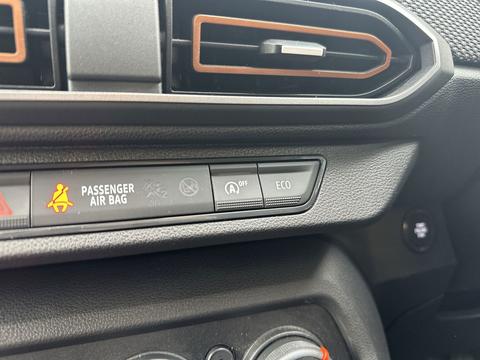 PASSENGER
AIR BAG
OFF
ECO